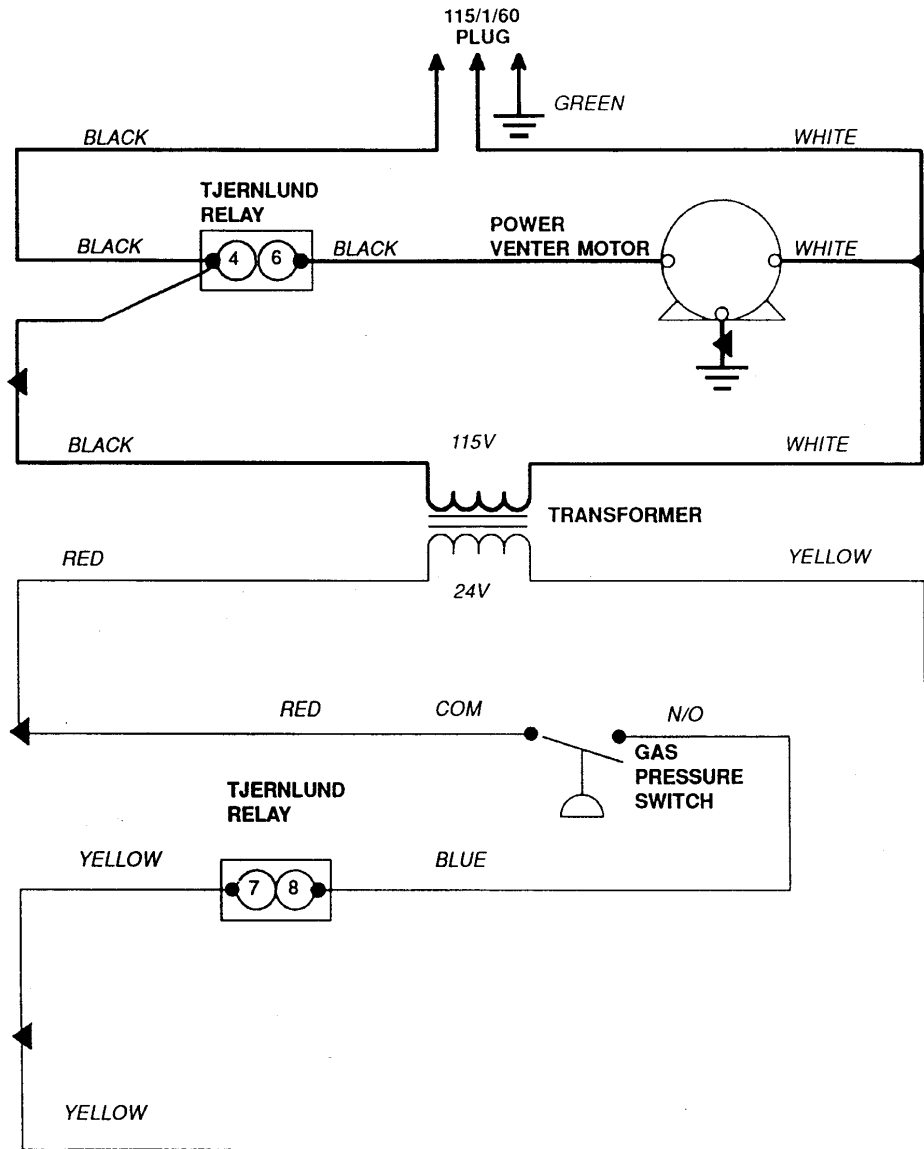 115/1/60
PLUG
GREEN
BLACK
WHITE
TJERNLUND
RELAY
POWER
VENTER MOTOR
BLACK
4
6
BLACK
WHITE
BLACK
115V
WHITE
TRANSFORMER
RED
YELLOW
24V
RED
COM
N/O
GAS
PRESSURE
SWITCH
TJERNLUND
RELAY
YELLOW
7
8
BLUE
YELLOW